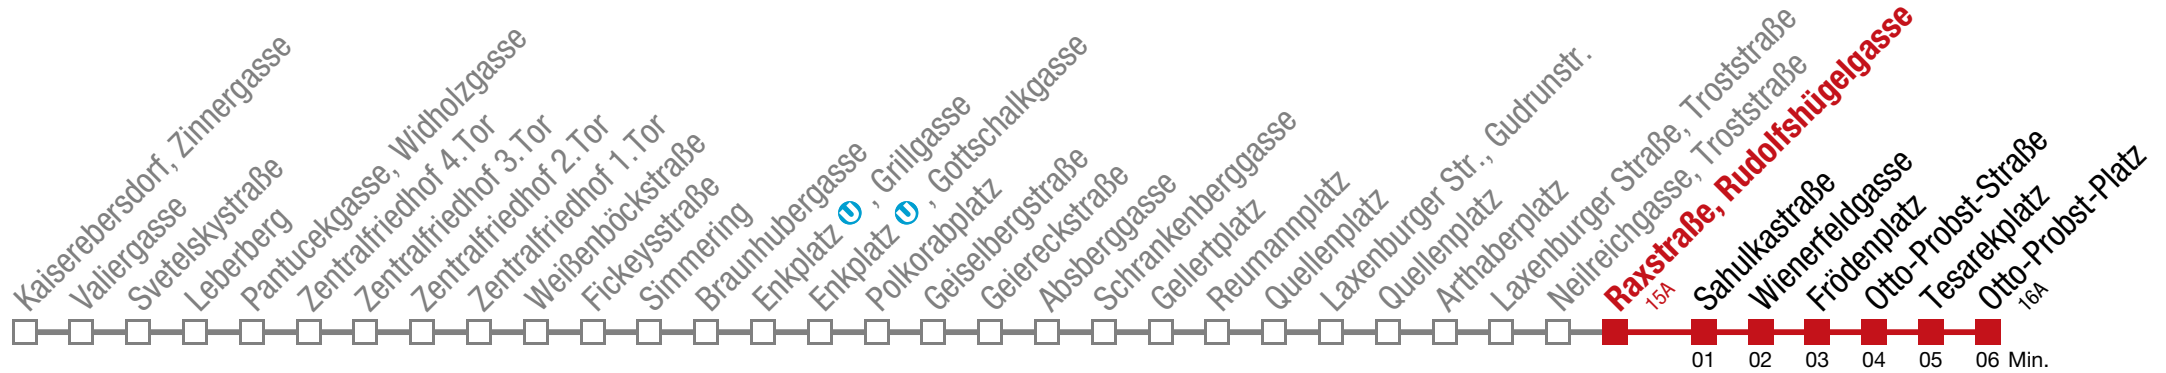 Kaiserebersdorf, Zinnergasse
Valiergasse
Svetelskystraße
Leberberg
Pantucekgasse, Widholzgasse
Zentralfriedhof 4. Tor
Zentralfriedhof 3. Tor
Zentralfriedhof 2. Tor
Zentralfriedhof 1. Tor
Weißenböckstraße
Fickeysstraße
Simmering
Braunhubergasse
Enkplatz U, Grillgasse
Enkplatz U, Gottschalkgasse
Polkorabplatz
Geiselbergstraße
Geiereckstraße
Absberggasse
Schrankenberggasse
Gellertplatz
Reumannplatz
Quellenplatz
Laxenburger Str., Gudrunstr.
Quellenplatz
Arthaberplatz
Laxenburger Straße, Troststraße
Neilreichgasse, Troststraße
Raxstraße, Rudolfshügelgasse
15A
Sahulkastraße
Wienerfeldgasse
Frödenplatz
Otto-Probst-Straße
Tesarekplatz
Otto-Probst-Platz
16A
01 02 03 04 05 06 Min.